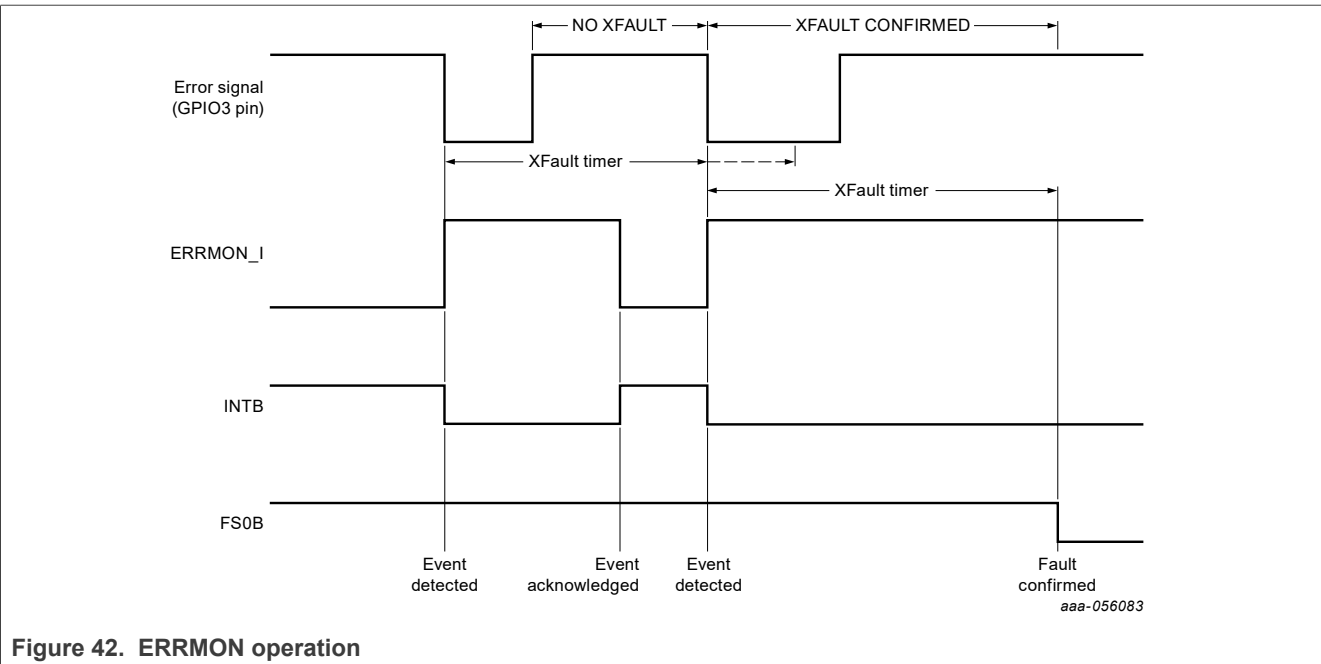 NO XFAULT XFAULT CONFIRMED
Error signal
(GPIO3 pin)
XFault timer
XFault timer
ERRMON_I
INTB
FS0B
Event Event Event Fault
detected acknowledged detected confirmed
aaa-056083
Figure 42. ERRMON operation